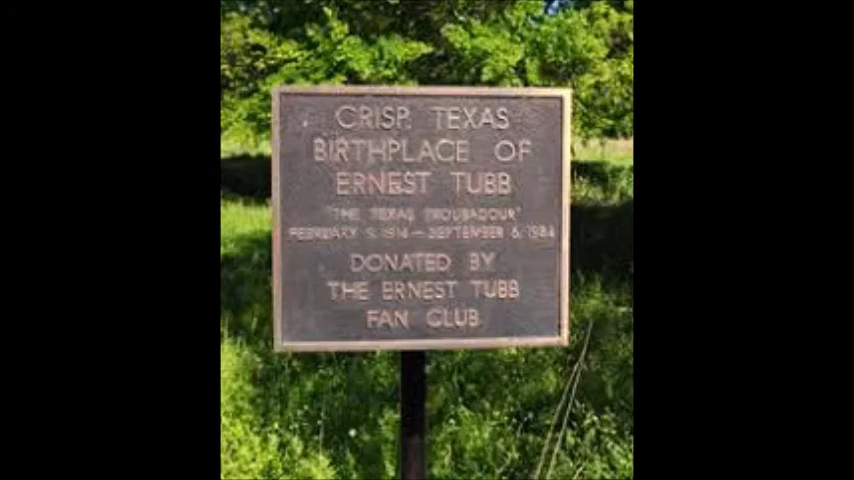 CRISP, TEXAS
BIRTHPLACE OF
ERNEST TUBB
"THE TEXAS TROUBADOUR"
FEBRUARY 9, 1914 – SEPTEMBER 6, 1984
DONATED BY
THE ERNEST TUBB
FAN CLUB